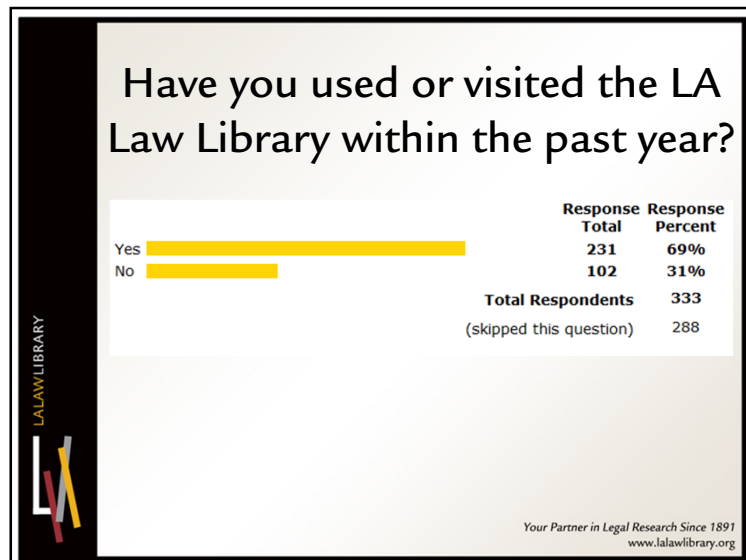 Have you used or visited the LA
Law Library within the past year?
Response Response
Total Percent
Yes 231 69%
No 102 31%
Total Respondents 333
(skipped this question) 288
LALAWLIBRARY
Your Partner in Legal Research Since 1891
www.lalawlibrary.org